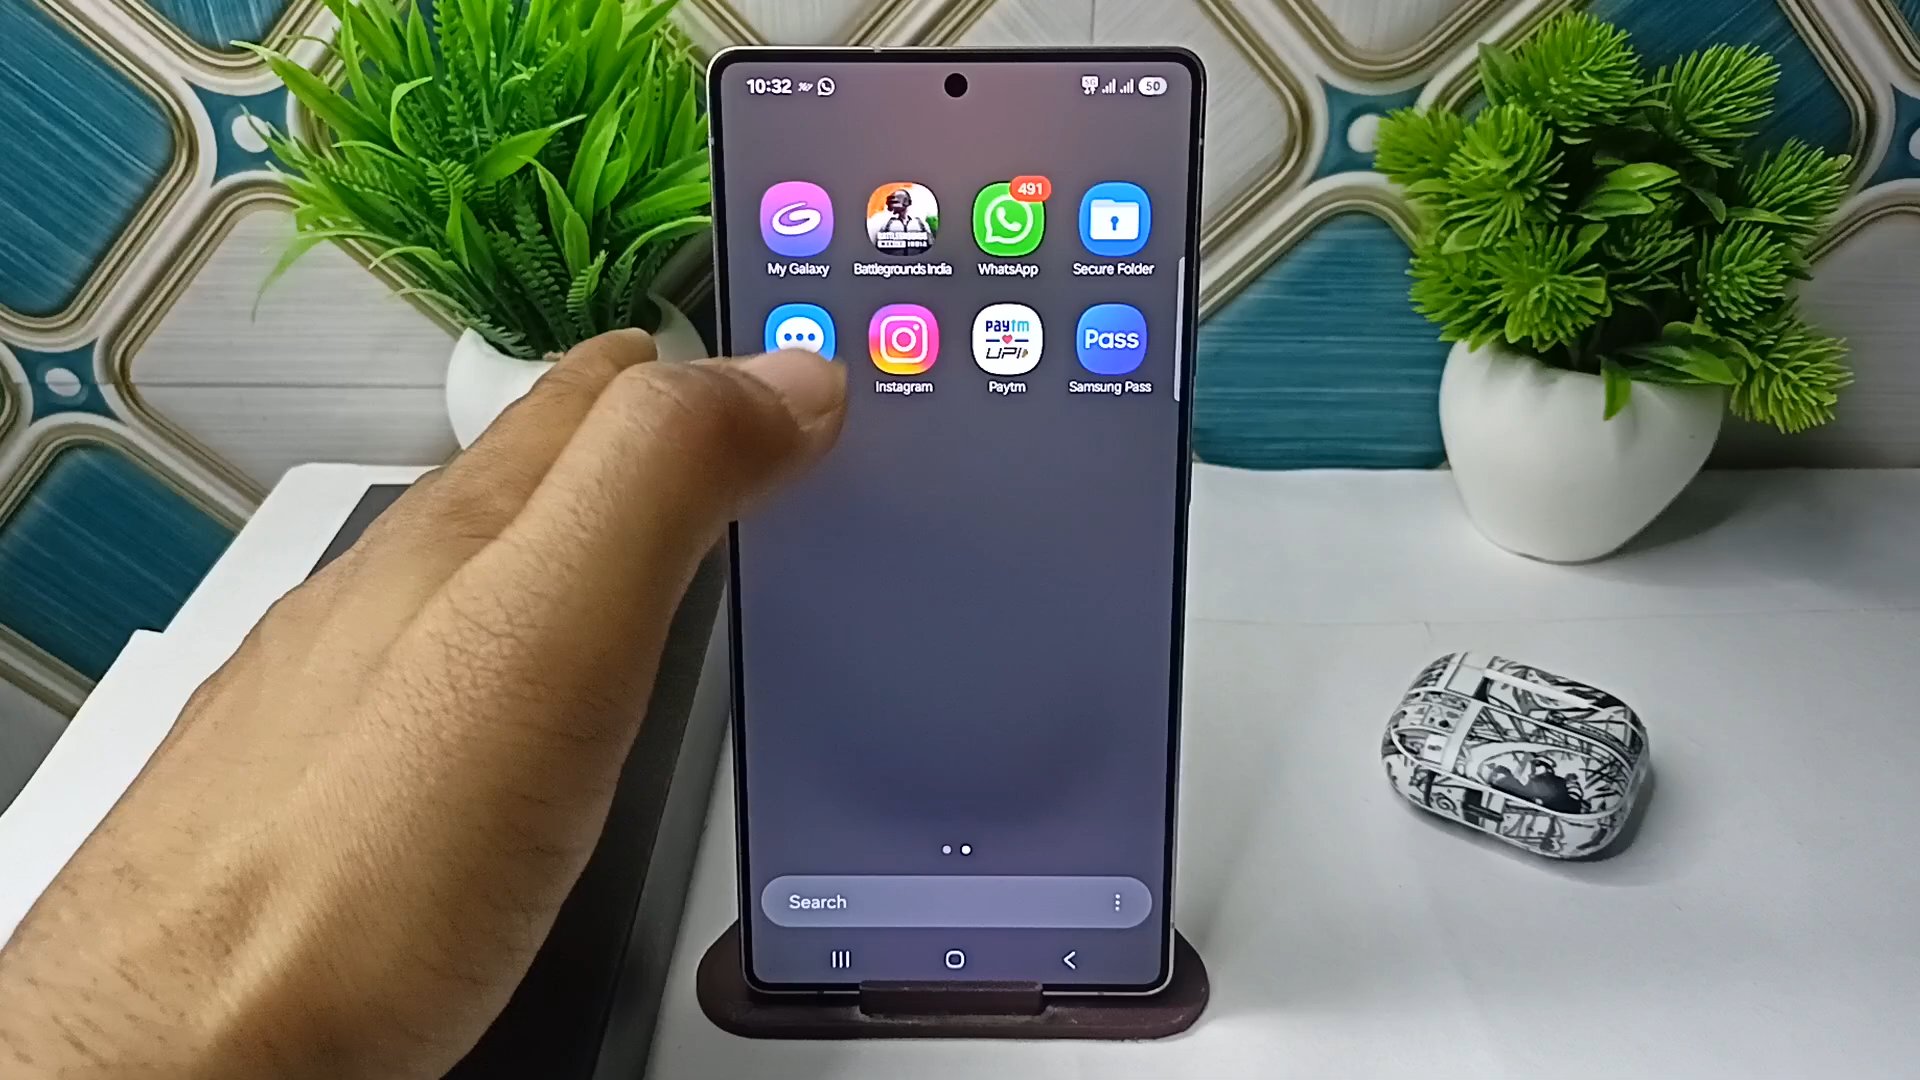 10:32
5G
50
491
My Galaxy
Battlegrounds India
WhatsApp
Secure Folder
Paytm
UPI
Pass
Instagram
Paytm
Samsung Pass
Search